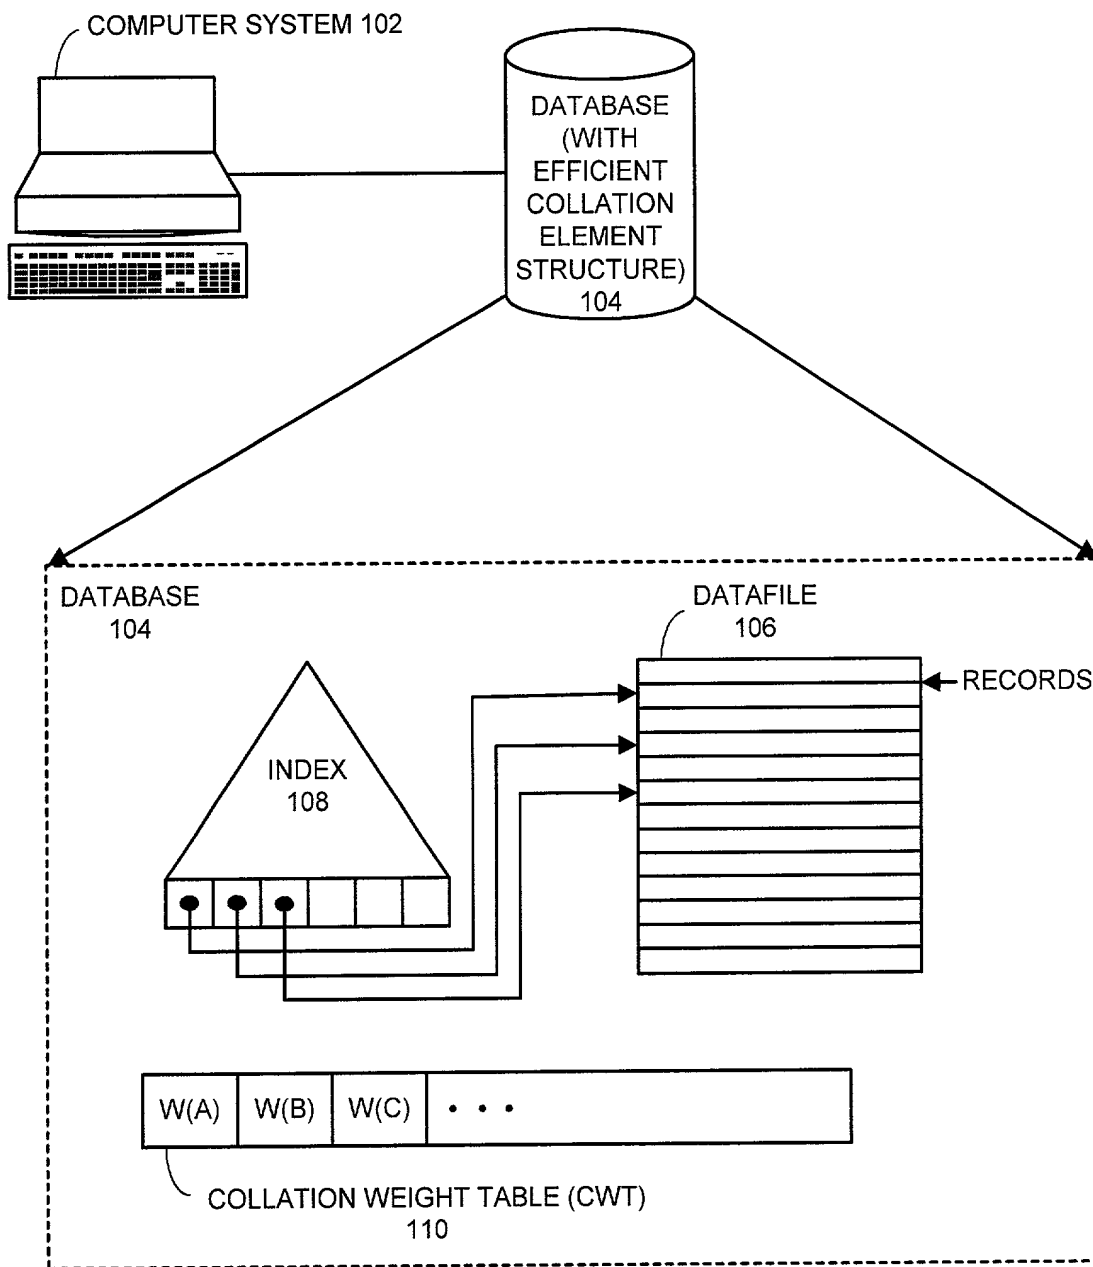 COMPUTER SYSTEM 102
DATABASE
(WITH
EFFICIENT
COLLATION
ELEMENT
STRUCTURE)
104
DATABASE
104
DATAFILE
106
RECORDS
INDEX
108
W(A) W(B) W(C) • • •
COLLATION WEIGHT TABLE (CWT)
110